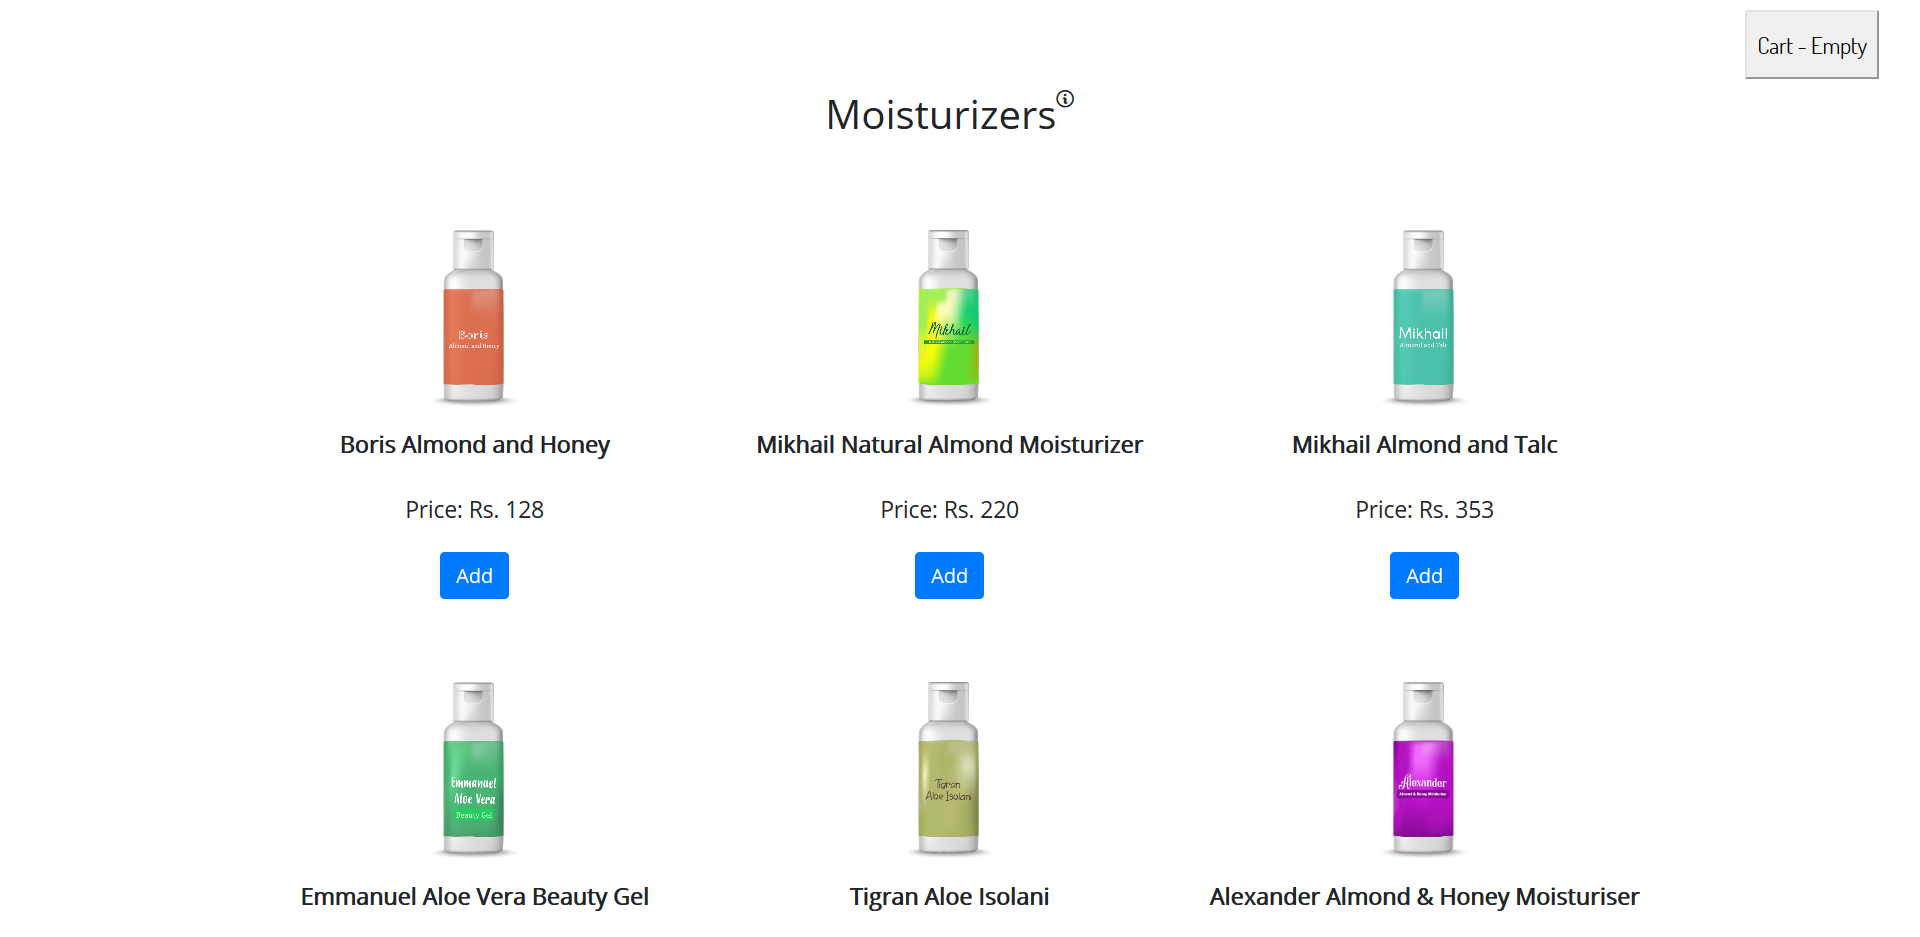 Cart - Empty
Moisturizers
Boris
Almond and Honey
Mikhail
Mikhail
Almond and Talc
Boris Almond and Honey
Mikhail Natural Almond Moisturizer
Mikhail Almond and Talc
Price: Rs. 128
Price: Rs. 220
Price: Rs. 353
Add
Add
Add
Emmanuel
Aloe Vera
Beauty Gel
Tigran
Aloe Isolani
Alexander
Almond & Honey Moisturiser
Emmanuel Aloe Vera Beauty Gel
Tigran Aloe Isolani
Alexander Almond & Honey Moisturiser